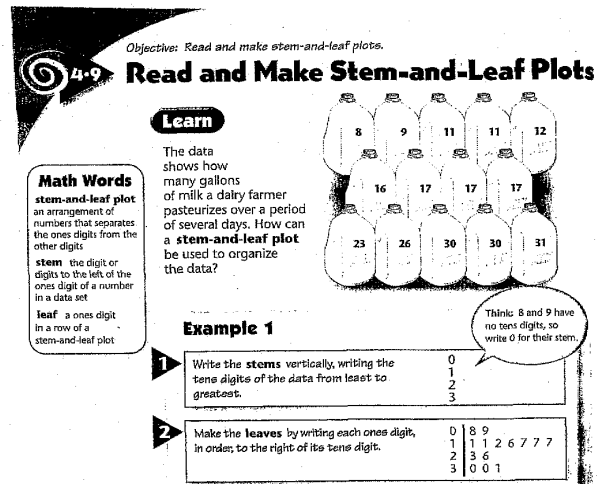 Objective: Read and make stem-and-leaf plots.
4•9 Read and Make Stem-and-Leaf Plots
Learn
The data
shows how
many gallons
of milk a dairy farmer
pasteurizes over a period
of several days. How can
a stem-and-leaf plot
be used to organize
the data?
8 9 11 11 12
16 17 17 17
23 26 30 30 31
Math Words
stem-and-leaf plot
an arrangement of
numbers that separates
the ones digits from the
other digits
stem the digit or
digits to the left of the
ones digit of a number
in a data set
leaf a ones digit
in a row of a
stem-and-leaf plot
Example 1
Think: 8 and 9 have
no tens digits, so
write 0 for their stem.
1
Write the stems vertically, writing the
tens digits of the data from least to
greatest.
0
1
2
3
2
Make the leaves by writing each ones digit,
in order, to the right of its tens digit.
0 | 8 9
1 | 1 1 2 6 7 7 7
2 | 3 6
3 | 0 0 1